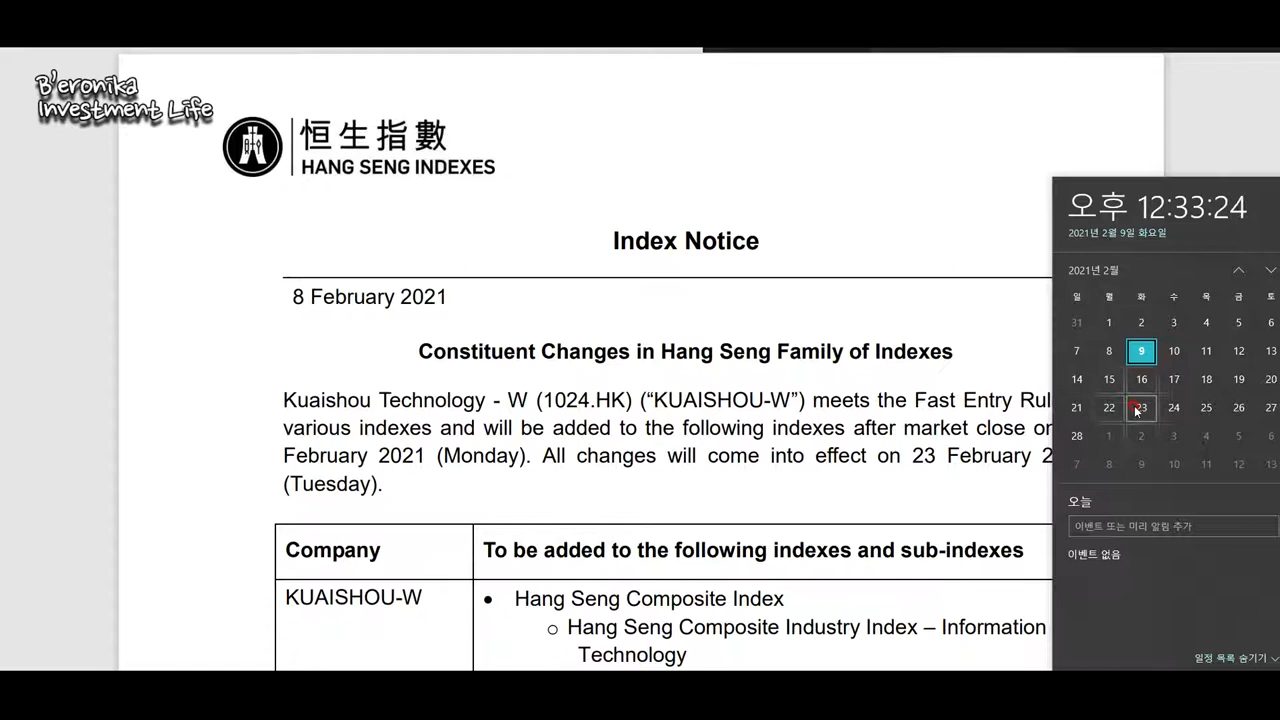 B'eronika
Investment Life
恒生指數
HANG SENG INDEXES
Index Notice
8 February 2021
Constituent Changes in Hang Seng Family of Indexes
Kuaishou Technology - W (1024.HK) (“KUAISHOU-W”) meets the Fast Entry Rul
various indexes and will be added to the following indexes after market close or
February 2021 (Monday). All changes will come into effect on 23 February 2
(Tuesday).
Company
To be added to the following indexes and sub-indexes
KUAISHOU-W
• Hang Seng Composite Index
o Hang Seng Composite Industry Index – Information
Technology
오후 12:33:24
2021년 2월 9일 화요일
2021년 2월
일 월 화 수 목 금 토
31 1 2 3 4 5 6
7 8 9 10 11 12 13
14 15 16 17 18 19 20
21 22 23 24 25 26 27
28 1 2 3 4 5 6
7 8 9 10 11 12 13
오늘
이벤트 또는 미리 알림 추가
이벤트 없음
일정 목록 숨기기